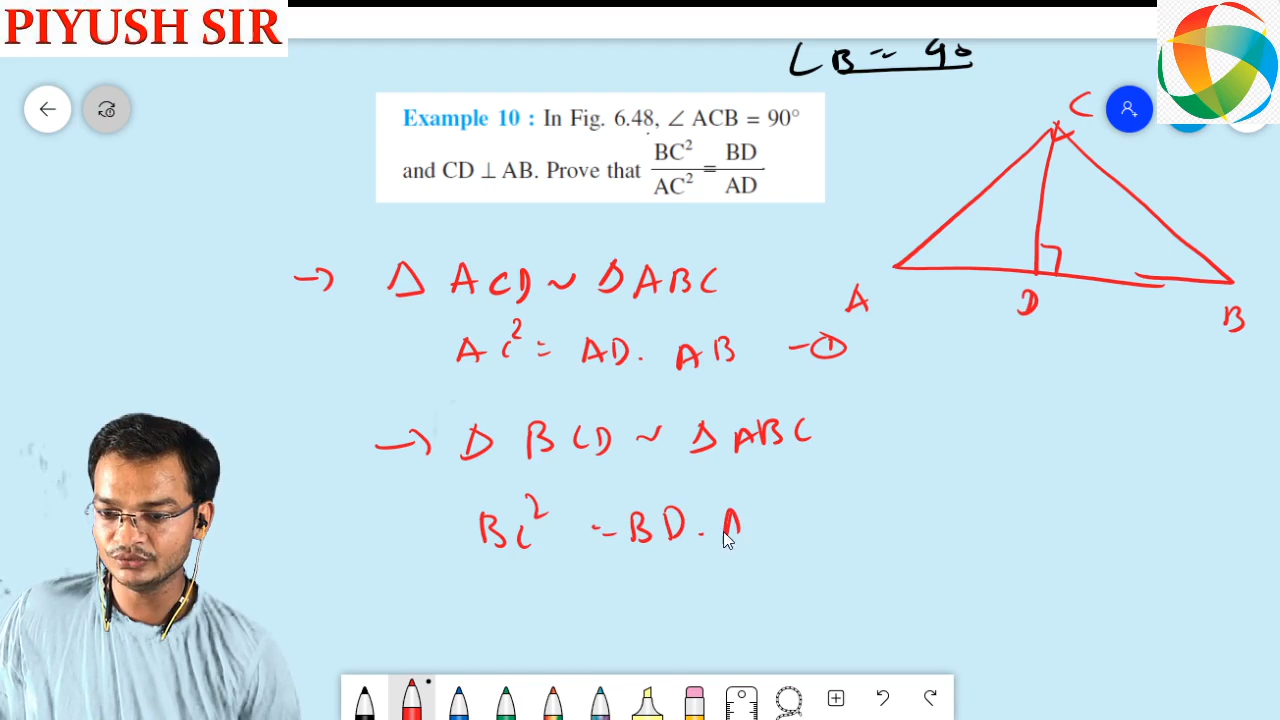 PIYUSH SIR
∠B = 90
Example 10 : In Fig. 6.48, ∠ ACB = 90°
and CD ⊥ AB. Prove that BC²/AC² = BD/AD
C
A
D
B
→ Δ ACD ~ Δ ABC
AC² = AD. AB —①
→ Δ BCD ~ Δ ABC
BC² = BD. A